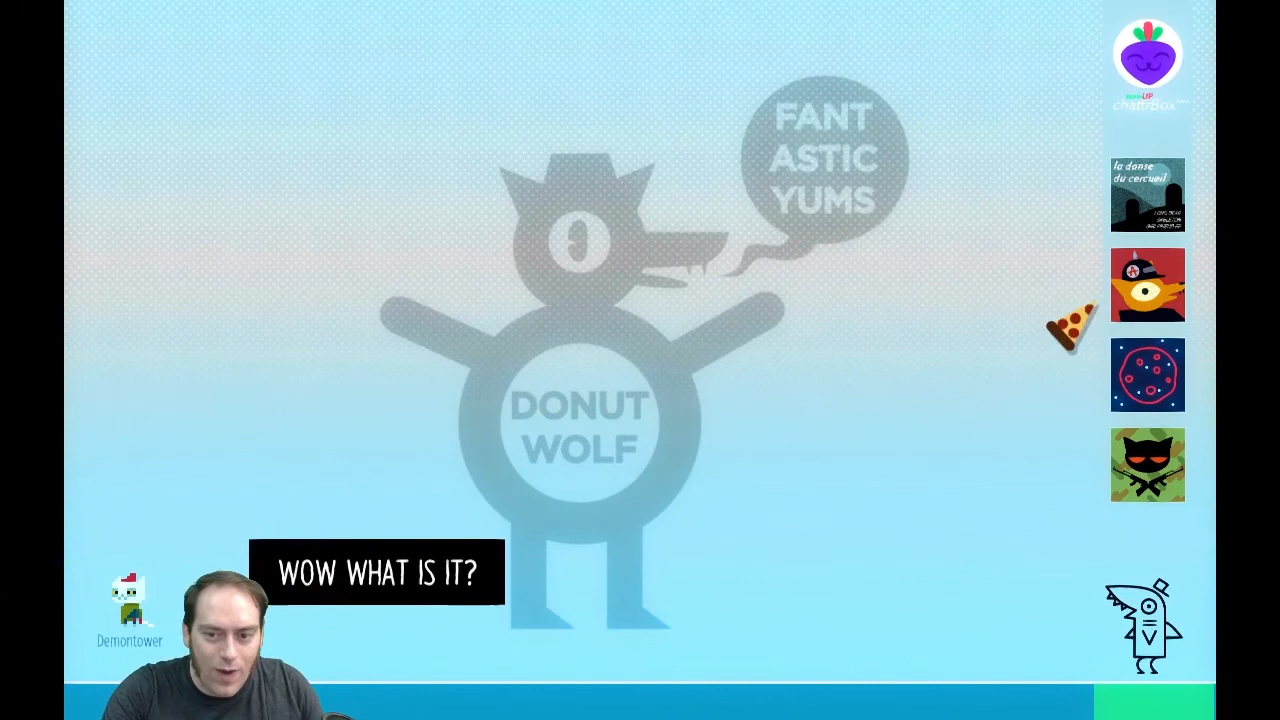 FANT
ASTIC
YUMS
chattrBox
la danse
du cercueil
DONUT
WOLF
WOW WHAT IS IT?
Demontower